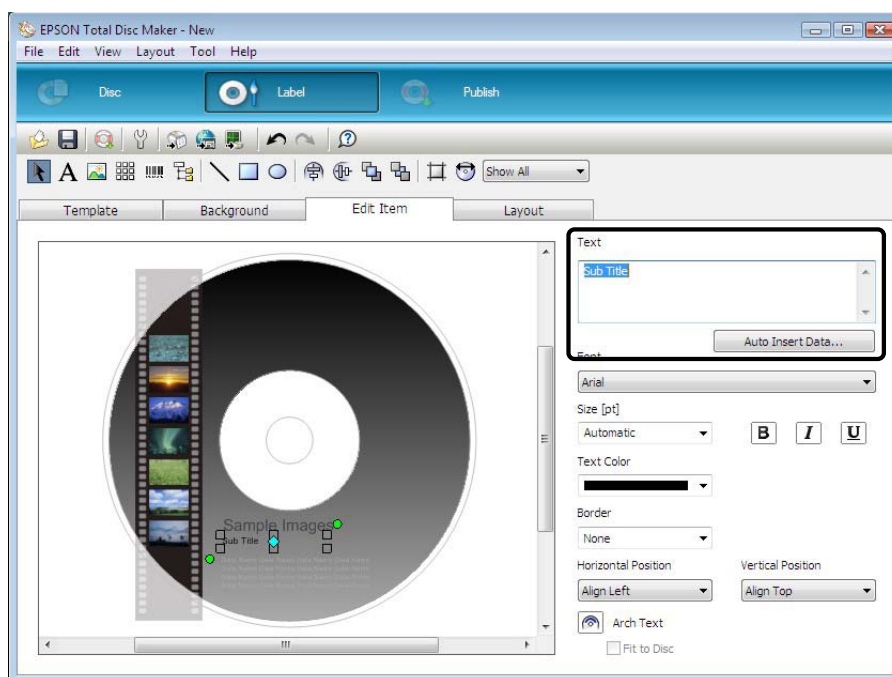 EPSON Total Disc Maker - New
File Edit View Layout Tool Help
Disc Label Publish
Show All
Template Background Edit Item Layout
Text
Sub Title
Auto Insert Data...
Font
Arial
Size [pt]
Automatic B I U
Text Color
Border
None
Horizontal Position Vertical Position
Align Left Align Top
Arch Text
Fit to Disc
Sample Images
Sub Title